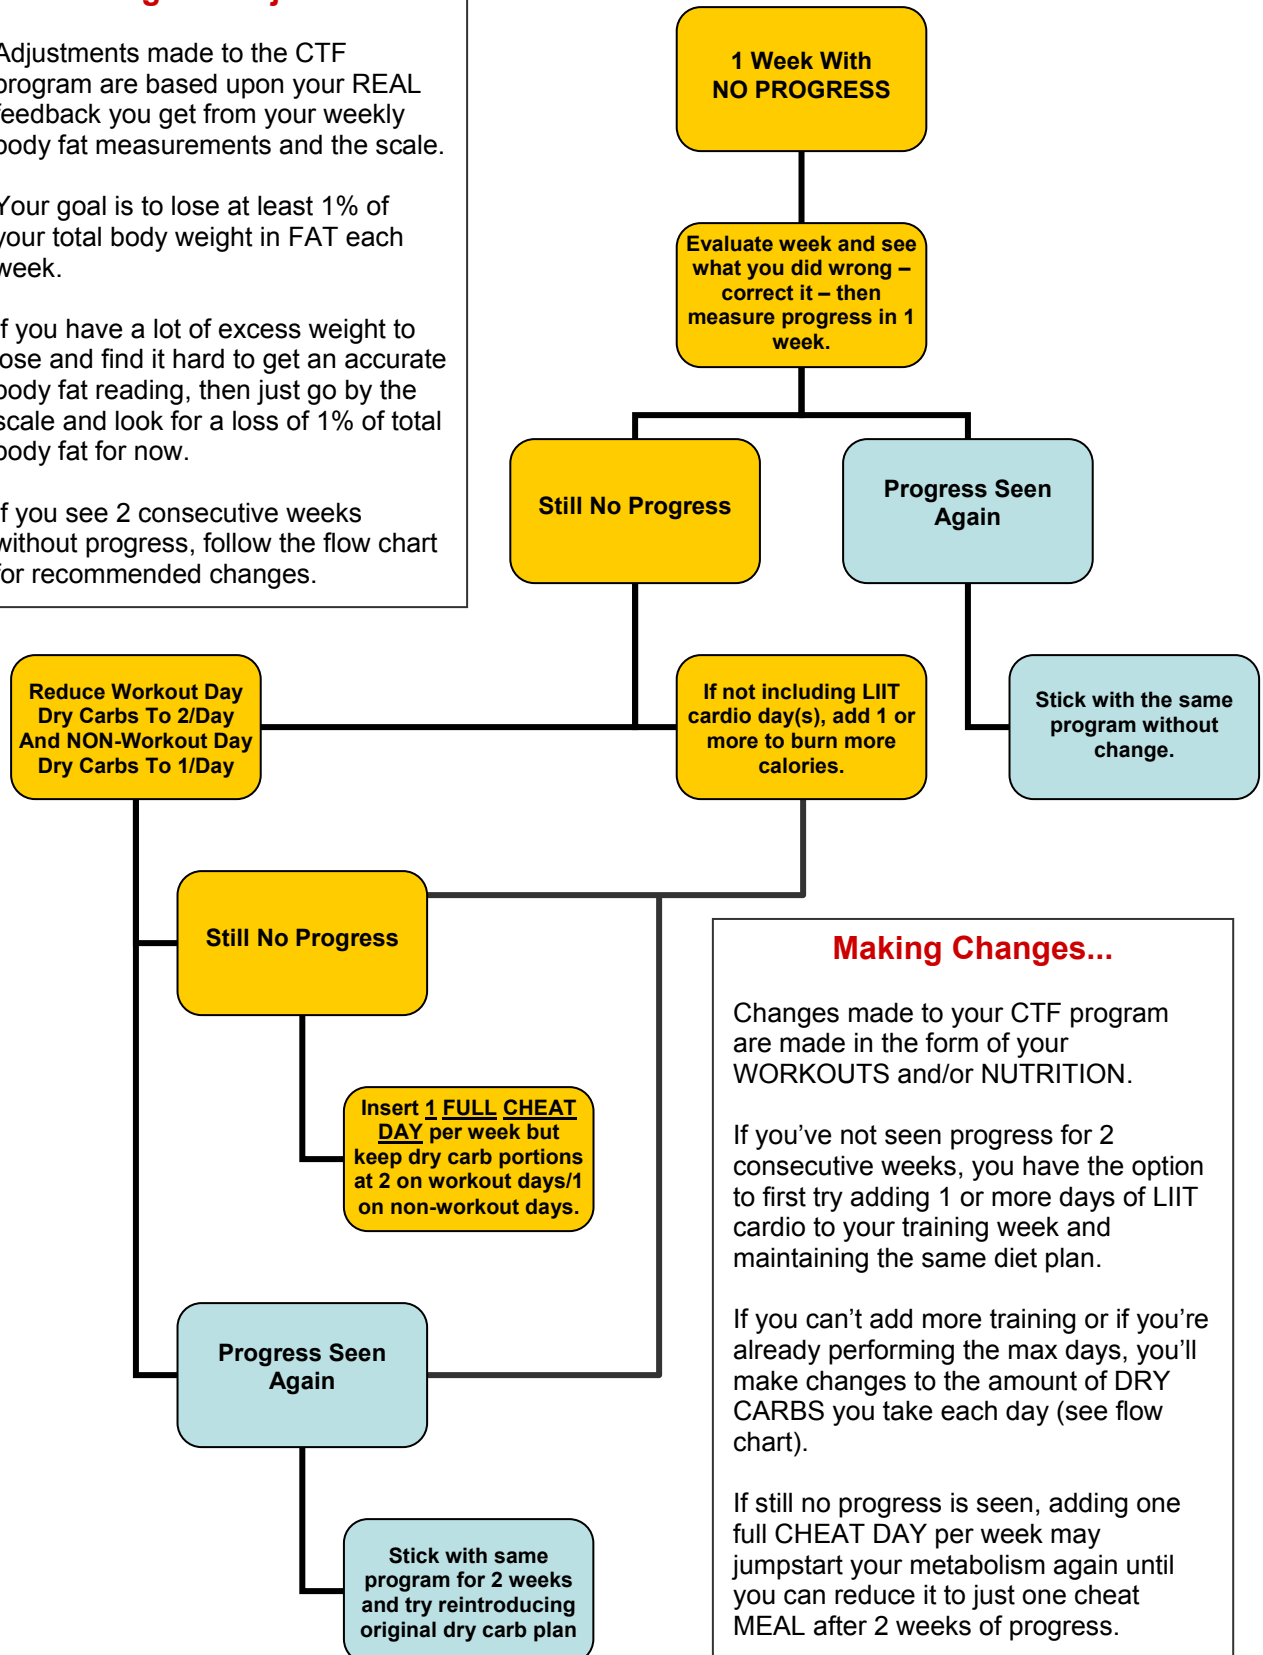 Adjustments made to the CTF
program are based upon your REAL
feedback you get from your weekly
body fat measurements and the scale.
Your goal is to lose at least 1% of
your total body weight in FAT each
week.
If you have a lot of excess weight to
lose and find it hard to get an accurate
body fat reading, then just go by the
scale and look for a loss of 1% of total
body fat for now.
If you see 2 consecutive weeks
without progress, follow the flow chart
for recommended changes.
1 Week With
NO PROGRESS
Evaluate week and see
what you did wrong –
correct it – then
measure progress in 1
week.
Still No Progress
Progress Seen
Again
Reduce Workout Day
Dry Carbs To 2/Day
And NON-Workout Day
Dry Carbs To 1/Day
If not including LIIT
cardio day(s), add 1 or
more to burn more
calories.
Stick with the same
program without
change.
Still No Progress
Insert 1 FULL CHEAT
DAY per week but
keep dry carb portions
at 2 on workout days/1
on non-workout days.
Progress Seen
Again
Stick with same
program for 2 weeks
and try reintroducing
original dry carb plan
Making Changes...
Changes made to your CTF program
are made in the form of your
WORKOUTS and/or NUTRITION.
If you’ve not seen progress for 2
consecutive weeks, you have the option
to first try adding 1 or more days of LIIT
cardio to your training week and
maintaining the same diet plan.
If you can’t add more training or if you’re
already performing the max days, you’ll
make changes to the amount of DRY
CARBS you take each day (see flow
chart).
If still no progress is seen, adding one
full CHEAT DAY per week may
jumpstart your metabolism again until
you can reduce it to just one cheat
MEAL after 2 weeks of progress.